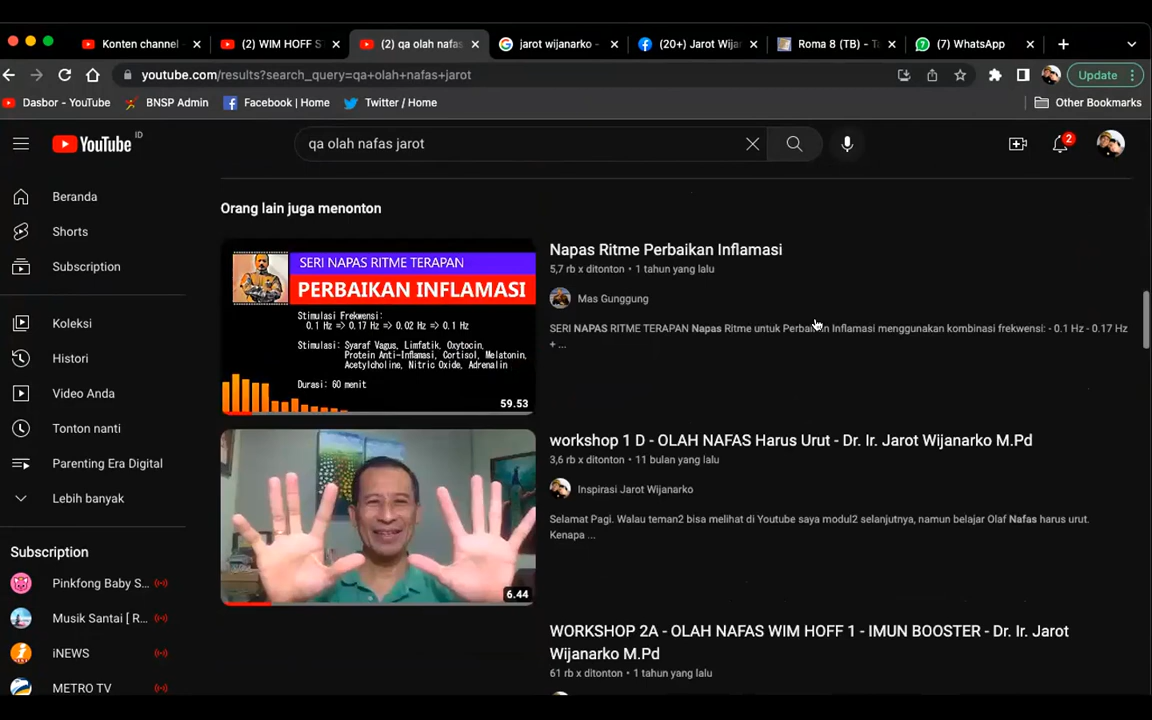 Konten channel
(2) WIM HOFF S
(2) qa olah nafas
jarot wijanarko -
(20+) Jarot Wija
Roma 8 (TB) - T
(7) WhatsApp
youtube.com/results?search_query=qa+olah+nafas+jarot
Update
Dasbor - YouTube
BNSP Admin
Facebook | Home
Twitter / Home
Other Bookmarks
YouTube ID
qa olah nafas jarot
2
Beranda
Shorts
Subscription
Koleksi
Histori
Video Anda
Tonton nanti
Parenting Era Digital
Lebih banyak
Subscription
Pinkfong Baby S...
Musik Santai [ R...
iNEWS
METRO TV
Orang lain juga menonton
SERI NAPAS RITME TERAPAN
PERBAIKAN INFLAMASI
Stimulasi Frekwensi:
0.1 Hz => 0.17 Hz => 0.02 Hz => 0.1 Hz
Stimulasi: Syaraf Vagus, Limfatik, Oxytocin,
Protein Anti-Inflamasi, Cortisol, Melatonin,
Acetylcholine, Nitric Oxide, Adrenalin
Durasi: 60 menit
59.53
Napas Ritme Perbaikan Inflamasi
5,7 rb x ditonton • 1 tahun yang lalu
Mas Gunggung
SERI NAPAS RITME TERAPAN Napas Ritme untuk Perbaikan Inflamasi menggunakan kombinasi frekwensi: - 0.1 Hz - 0.17 Hz
+ ...
6.44
workshop 1 D - OLAH NAFAS Harus Urut - Dr. Ir. Jarot Wijanarko M.Pd
3,6 rb x ditonton • 11 bulan yang lalu
Inspirasi Jarot Wijanarko
Selamat Pagi. Walau teman2 bisa melihat di Youtube saya modul2 selanjutnya, namun belajar Olaf Nafas harus urut.
Kenapa ...
WORKSHOP 2A - OLAH NAFAS WIM HOFF 1 - IMUN BOOSTER - Dr. Ir. Jarot
Wijanarko M.Pd
61 rb x ditonton • 1 tahun yang lalu